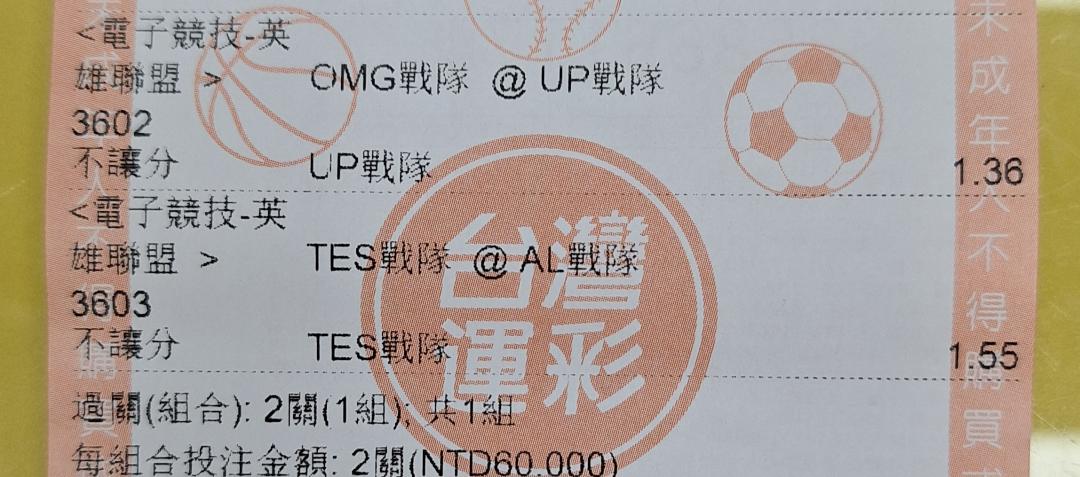 <電子競技-英
雄聯盟 > OMG戰隊 @ UP戰隊
3602
不讓分 UP戰隊 1.36
<電子競技-英
雄聯盟 > TES戰隊 @ AL戰隊
3603
不讓分 TES戰隊 1.55
過關(組合): 2關(1組); 共1組
每組合投注金額: 2關(NTD60,000)
台灣
運彩
未成年人不得購買